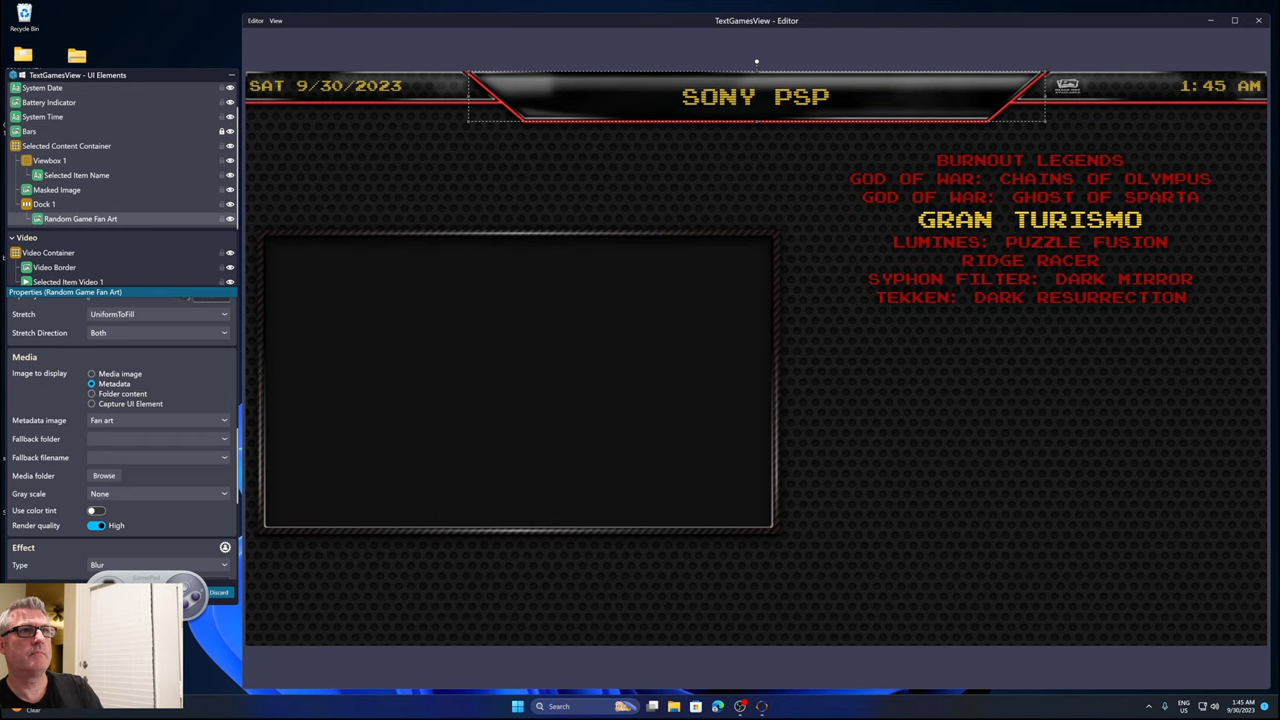 Recycle Bin
TextGamesView - UI Elements
System Date
Battery Indicator
System Time
Bars
Selected Content Container
Viewbox 1
Selected Item Name
Masked Image
Dock 1
Random Game Fan Art
Video
Video Container
Video Border
Selected Item Video 1
Properties (Random Game Fan Art)
Stretch
UniformToFill
Stretch Direction
Both
Media
Image to display
Media image
Metadata
Folder content
Capture UI Element
Metadata image
Fan art
Fallback folder
Fallback filename
Media folder
Browse
Gray scale
None
Use color tint
Render quality
High
Effect
Type
Blur
GamePad
Discard
Editor
View
TextGamesView - Editor
SAT 9/30/2023
SONY PSP
1:45 AM
BURNOUT LEGENDS
GOD OF WAR: CHAINS OF OLYMPUS
GOD OF WAR: GHOST OF SPARTA
GRAN TURISMO
LUMINES: PUZZLE FUSION
RIDGE RACER
SYPHON FILTER: DARK MIRROR
TEKKEN: DARK RESURRECTION
Clear
Search
ENG
US
1:45 AM
9/30/2023